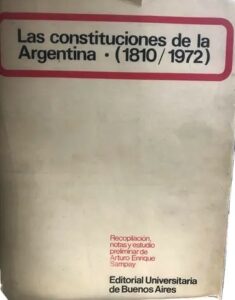 Las constituciones de la
Argentina · (1810/1972)
Recopilación,
notas y estudio
preliminar de
Arturo Enrique
Sampay
Editorial Universitaria
de Buenos Aires